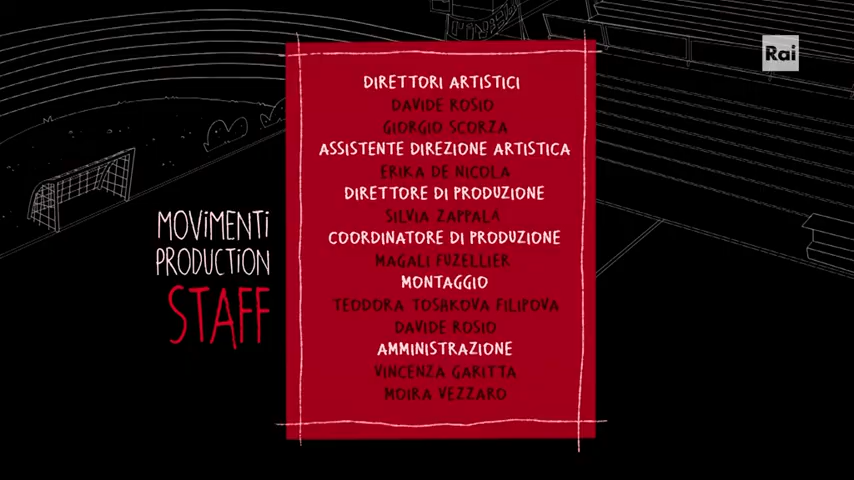 Rai
DIRETTORI ARTISTICI
DAVIDE ROSIO
GIORGIO SCORZA
ASSISTENTE DIREZIONE ARTISTICA
ERIKA DE NICOLA
DIRETTORE DI PRODUZIONE
SILVIA ZAPPALA
COORDINATORE DI PRODUZIONE
MAGALI FUZELLIER
MONTAGGIO
TEODORA TOSHKOVA FILIPOVA
DAVIDE ROSIO
AMMINISTRAZIONE
VINCENZA GARITTA
MOIRA VEZZARO
MOViMENTi
PRODUCTiON
STAFF